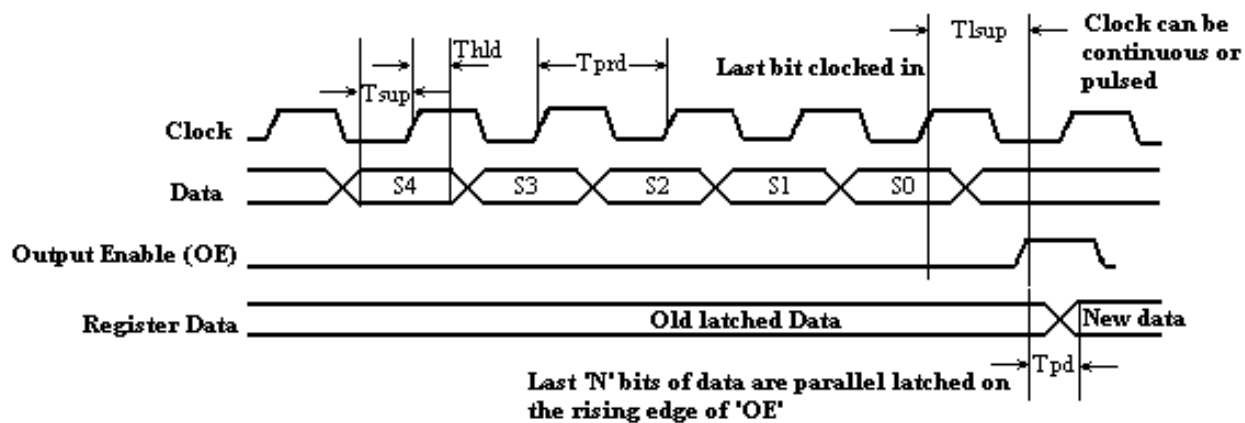 Thld
Tsup
Tprd
Last bit clocked in
Tlsup
Clock can be
continuous or
pulsed
Clock
Data
S4
S3
S2
S1
S0
Output Enable (OE)
Register Data
Old latched Data
New data
Tpd
Last 'N' bits of data are parallel latched on
the rising edge of 'OE'